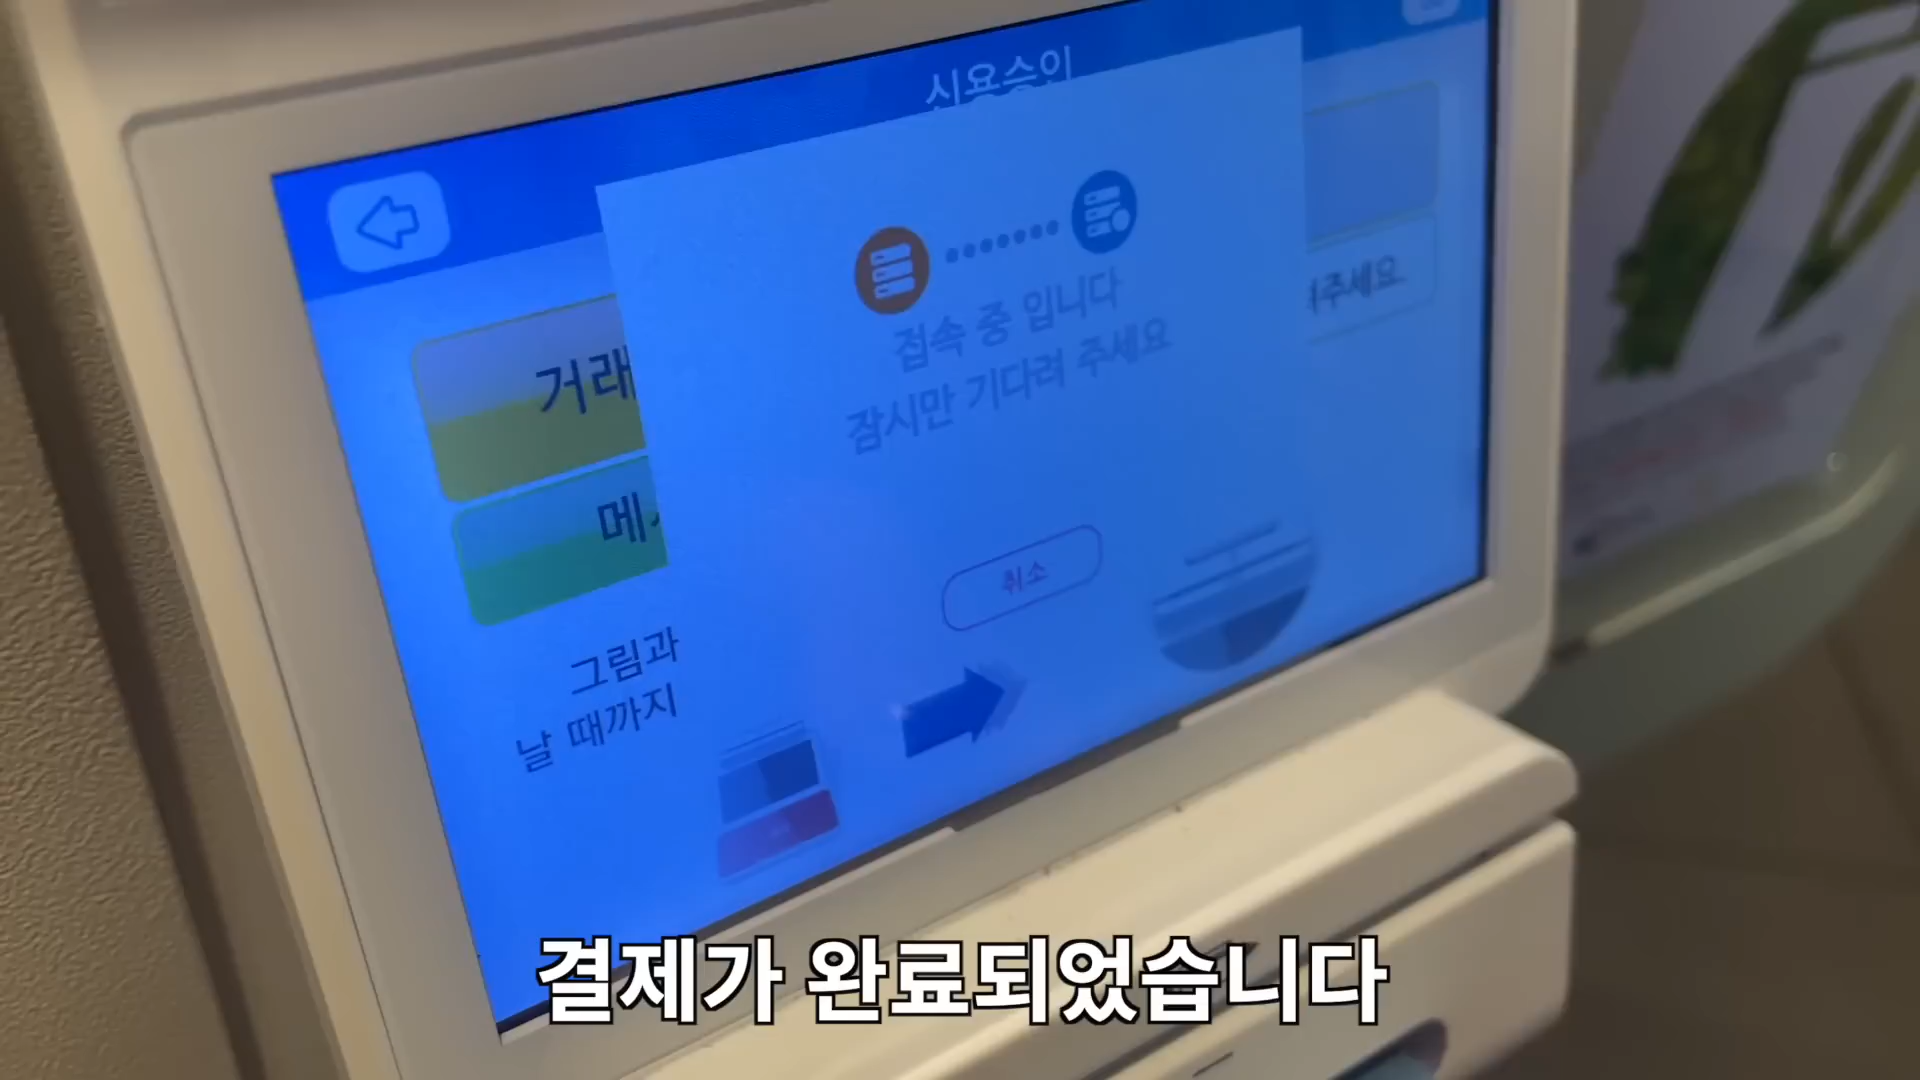 신용승인
접속 중 입니다
잠시만 기다려 주세요
거래
주세요.
취소
그림과
날 때까지
결제가 완료되었습니다